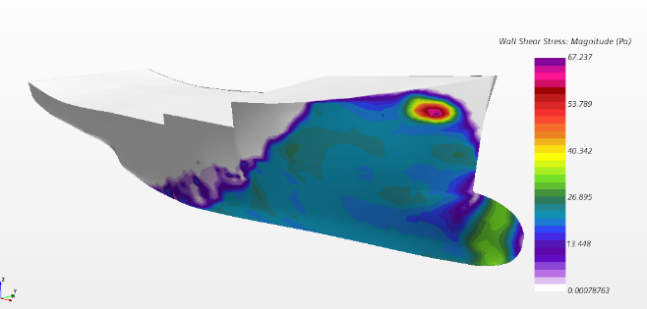 Wall Shear Stress: Magnitude (Pa)
67.237
53.789
40.342
26.895
13.448
0.00078763
z
Y